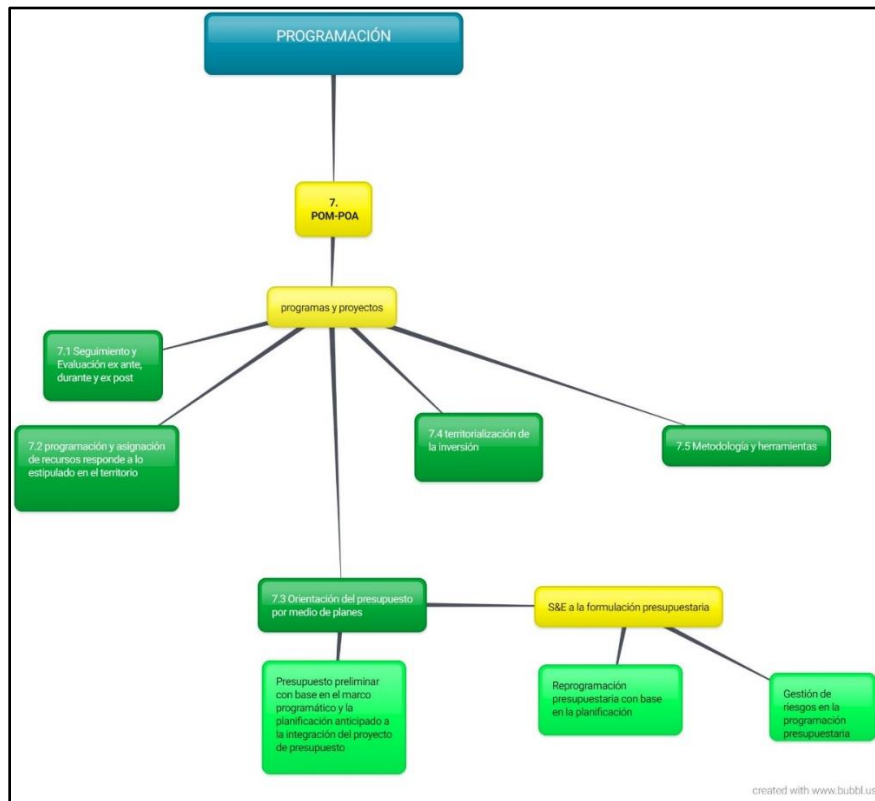 PROGRAMACIÓN
7.
POM-POA
programas y proyectos
7.1 Seguimiento y
Evaluación ex ante,
durante y ex post
7.2 programación y asignación
de recursos responde a lo
estipulado en el territorio
7.4 territorialización de
la inversión
7.5 Metodología y herramientas
7.3 Orientación del presupuesto
por medio de planes
S&E a la formulación presupuestaria
Presupuesto preliminar
con base en el marco
programático y la
planificación anticipado a
la integración del proyecto
de presupuesto
Reprogramación
presupuestaria con base
en la planificación
Gestión de
riesgos en la
programación
presupuestaria
created with www.bubbl.us